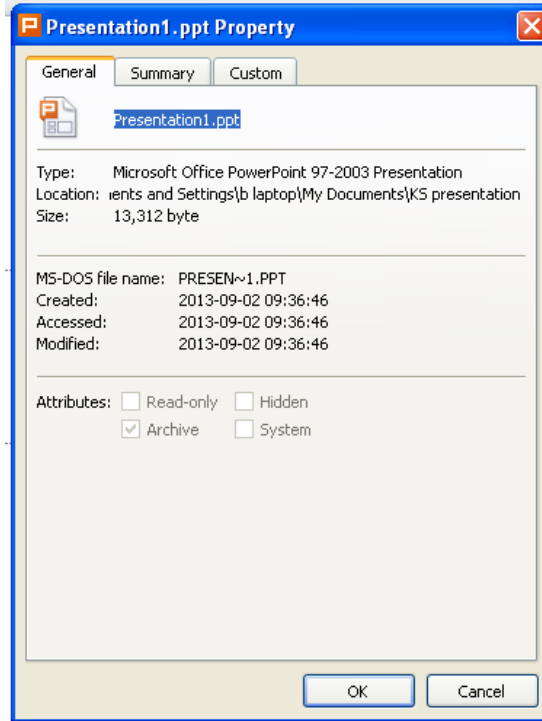 Presentation1.ppt Property
General Summary Custom
Presentation1.ppt
Type: Microsoft Office PowerPoint 97-2003 Presentation
Location: ents and Settings\b laptop\My Documents\KS presentation
Size: 13,312 byte
MS-DOS file name: PRESEN~1.PPT
Created: 2013-09-02 09:36:46
Accessed: 2013-09-02 09:36:46
Modified: 2013-09-02 09:36:46
Attributes: Read-only Hidden
Archive System
OK Cancel